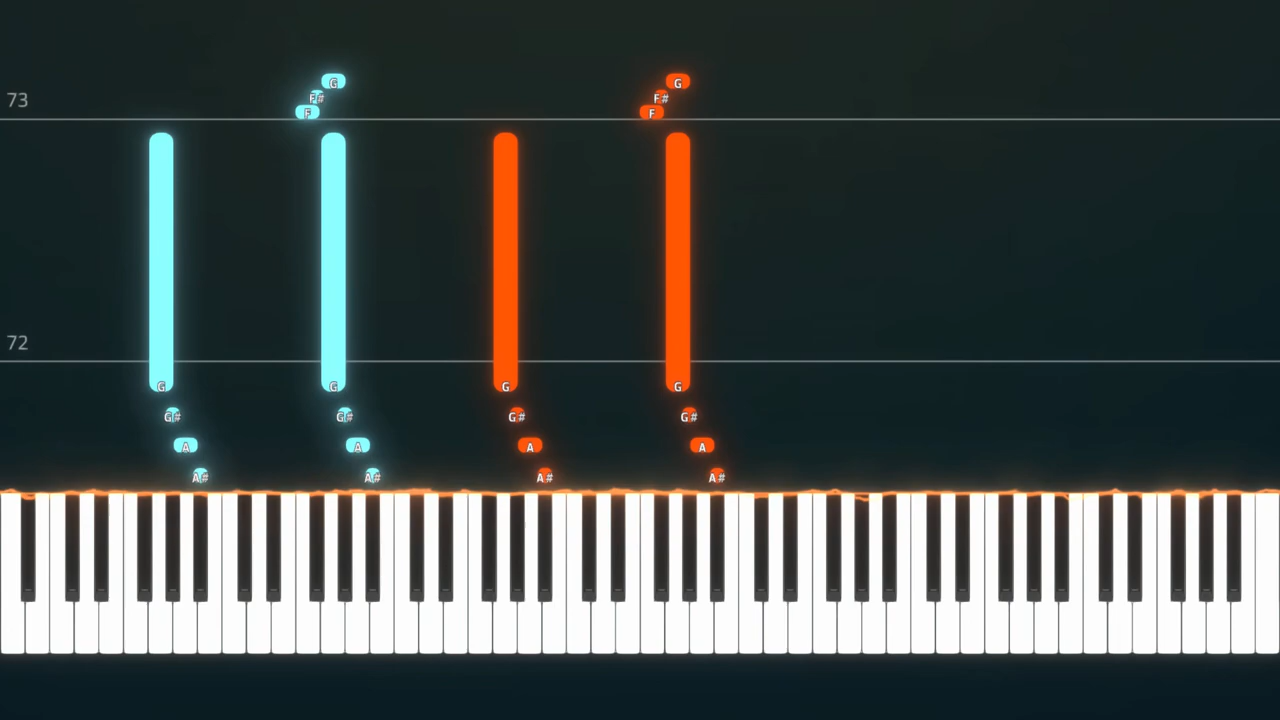 G G
F# F#
73
F F
72
G G G G
G# G# G# G#
A A A A
A# A# A# A#